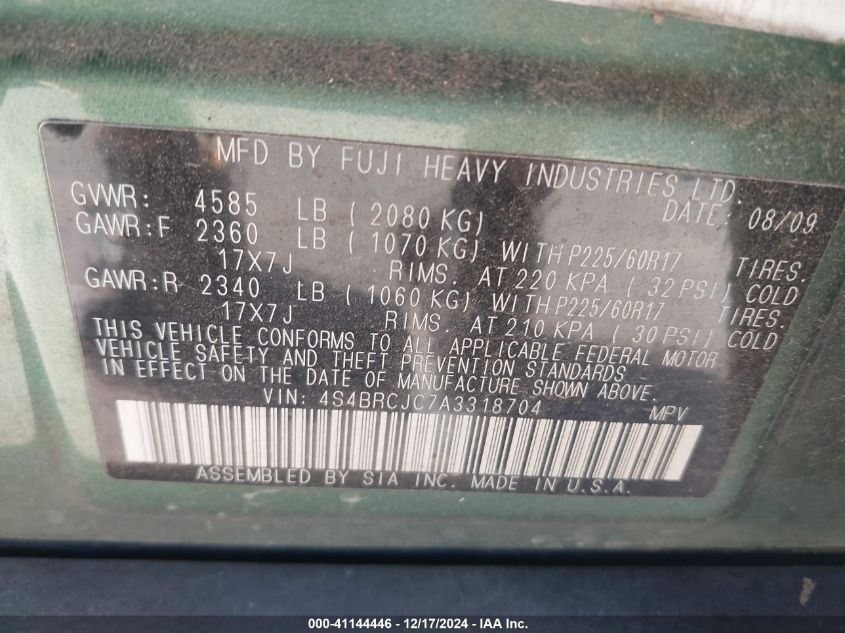 MFD BY FUJI HEAVY INDUSTRIES LTD.
GVWR: 4585 LB ( 2080 KG) DATE: 08/09
GAWR:F 2360 LB ( 1070 KG) WITH P225/60R17 TIRES.
17X7J RIMS. AT 220 KPA ( 32 PSI) COLD
GAWR:R 2340 LB ( 1060 KG) WITH P225/60R17 TIRES.
17X7J RIMS. AT 210 KPA ( 30 PSI) COLD
THIS VEHICLE CONFORMS TO ALL APPLICABLE FEDERAL MOTOR
VEHICLE SAFETY AND THEFT PREVENTION STANDARDS
IN EFFECT ON THE DATE OF MANUFACTURE SHOWN ABOVE.
VIN: 4S4BRCJC7A3318704 MPV
ASSEMBLED BY SIA INC. MADE IN U.S.A.
000-41144446 - 12/17/2024 - IAA Inc.